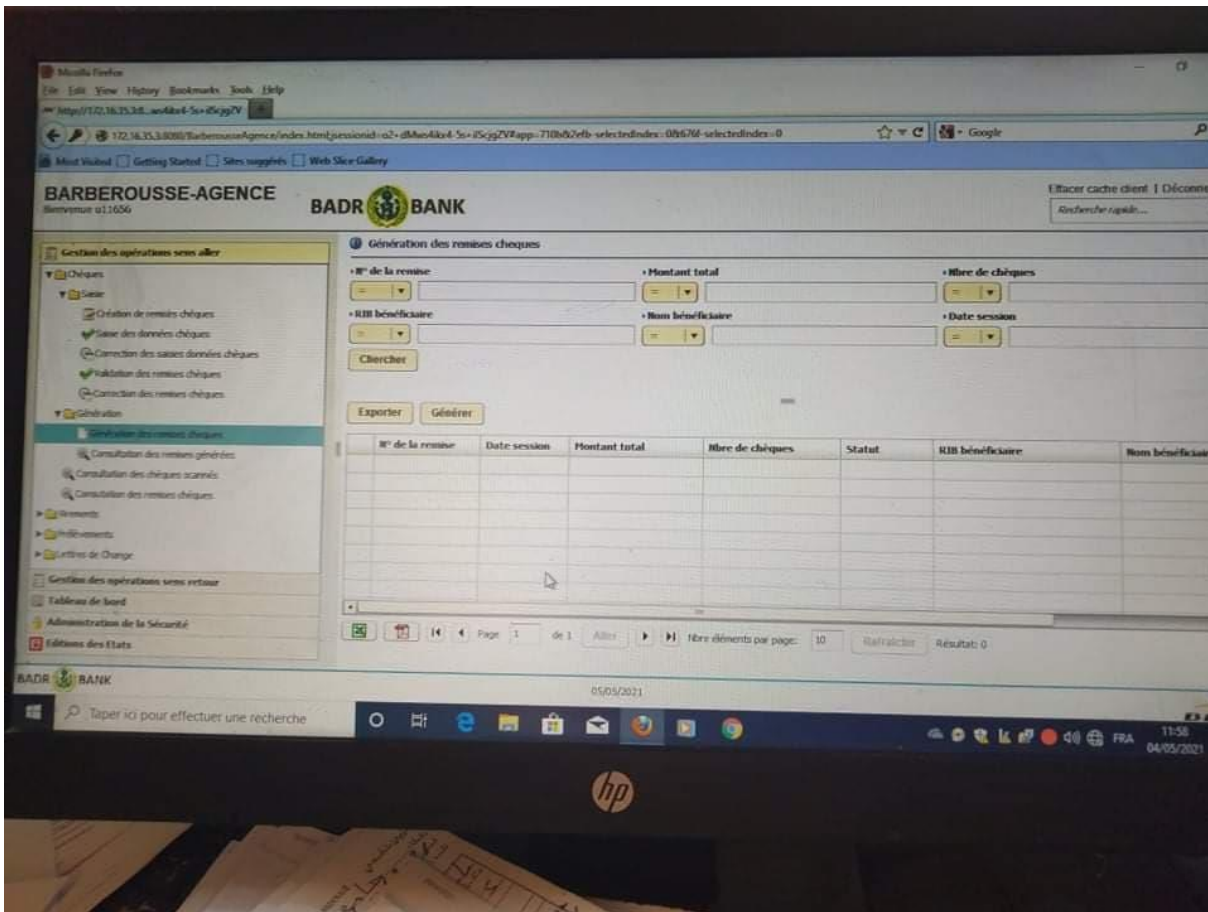 Mozilla Firefox
File Edit View History Bookmarks Tools Help
Most Visited Getting Started Sites suggérés Web Slice Gallery
Google
BARBEROUSSE-AGENCE
Bienvenue u11656
BADR BANK
Effacer cache client | Déconne
Recherche rapide...
Gestion des opérations sens aller
Chèques
Saisie
Création de remises chèques
Saisie des données chèques
Correction des saisies données chèques
Validation des remises chèques
Correction des remises chèques
Génération
Génération des remises cheques
Consultation des remises générées
Consultation des chèques scannés
Consultation des remises chèques
Virements
Prélèvements
Lettres de Change
Gestion des opérations sens retour
Tableau de bord
Administration de la Sécurité
Editions des Etats
Génération des remises cheques
N° de la remise Montant total Nbre de chèques
= = =
RIB bénéficiaire Nom bénéficiaire Date session
= = =
Chercher
Exporter Générer
N° de la remise Date session Montant total Nbre de chèques Statut RIB bénéficiaire Nom bénéficiair
Page 1 de 1 Aller Nbre éléments par page: 10 Rafraichir Résultat: 0
BADR BANK
05/05/2021
Taper ici pour effectuer une recherche
FRA
11:58
04/05/2021
hp